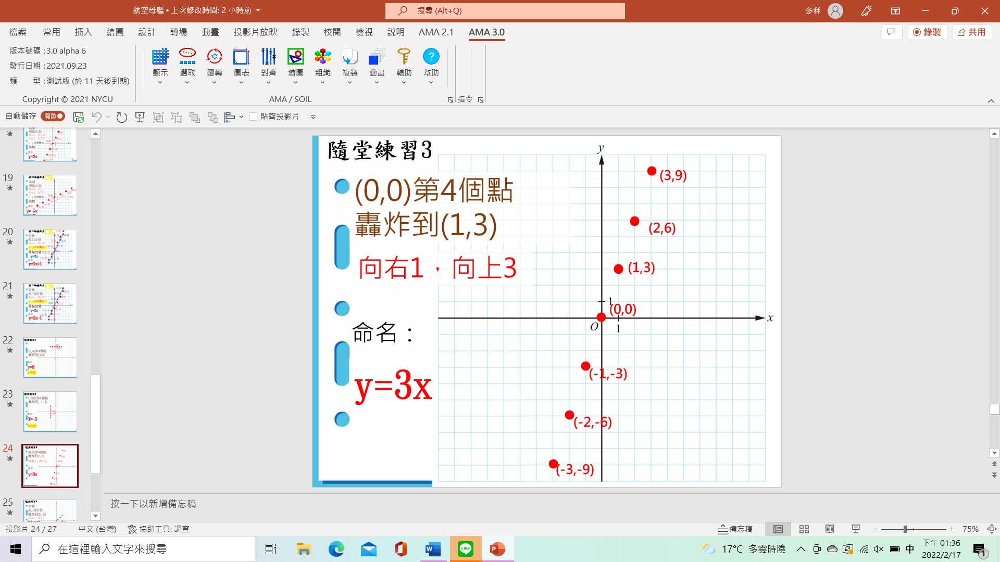 航空母艦 • 上次修改時間: 2 小時前
搜尋 (Alt+Q)
多秝
檔案 常用 插入 繪圖 設計 轉場 動畫 投影片放映 錄製 校閱 檢視 說明 AMA 2.1 AMA 3.0
錄製 共用
版本號碼 : 3.0 alpha 6
發行日期 : 2021.09.23
類 型 : 測試版 (於 11 天後到期)
Copyright © 2021 NYCU
顯示 選取 翻轉 圖表 對齊 繪圖 組織 複製 動畫 輔助 幫助
AMA / SOIL
指令
自動儲存 開啟 貼齊投影片
19
20
21
22
23
24
25
y=2x
y=2x
y=2x+1
y=2x
y=2x-1
y=6
x=-3
y=3x
隨堂練習3
(0,0)第4個點
轟炸到(1,3)
向右1，向上3
命名：
y=3x
y
(3,9)
(2,6)
(1,3)
1
(0,0)
x
O
1
(-1,-3)
(-2,-6)
(-3,-9)
按一下以新增備忘稿
投影片 24 / 27 中文 (台灣) 協助工具: 調查
備忘稿 75%
在這裡輸入文字來搜尋
17°C 多雲時陰
中
下午 01:36
2022/2/17
1